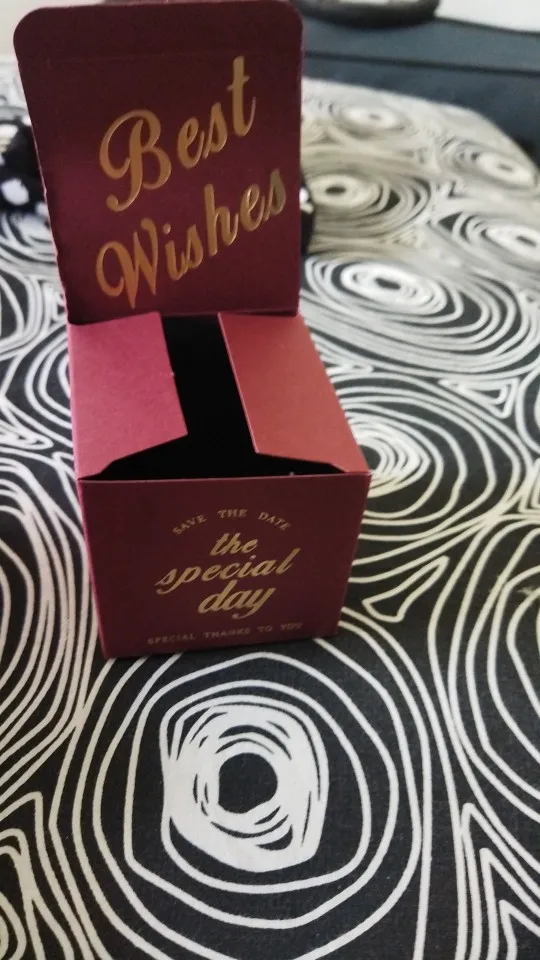 Best
Wishes
SAVE THE DATE
the
special
day
SPECIAL THANKS TO YOU